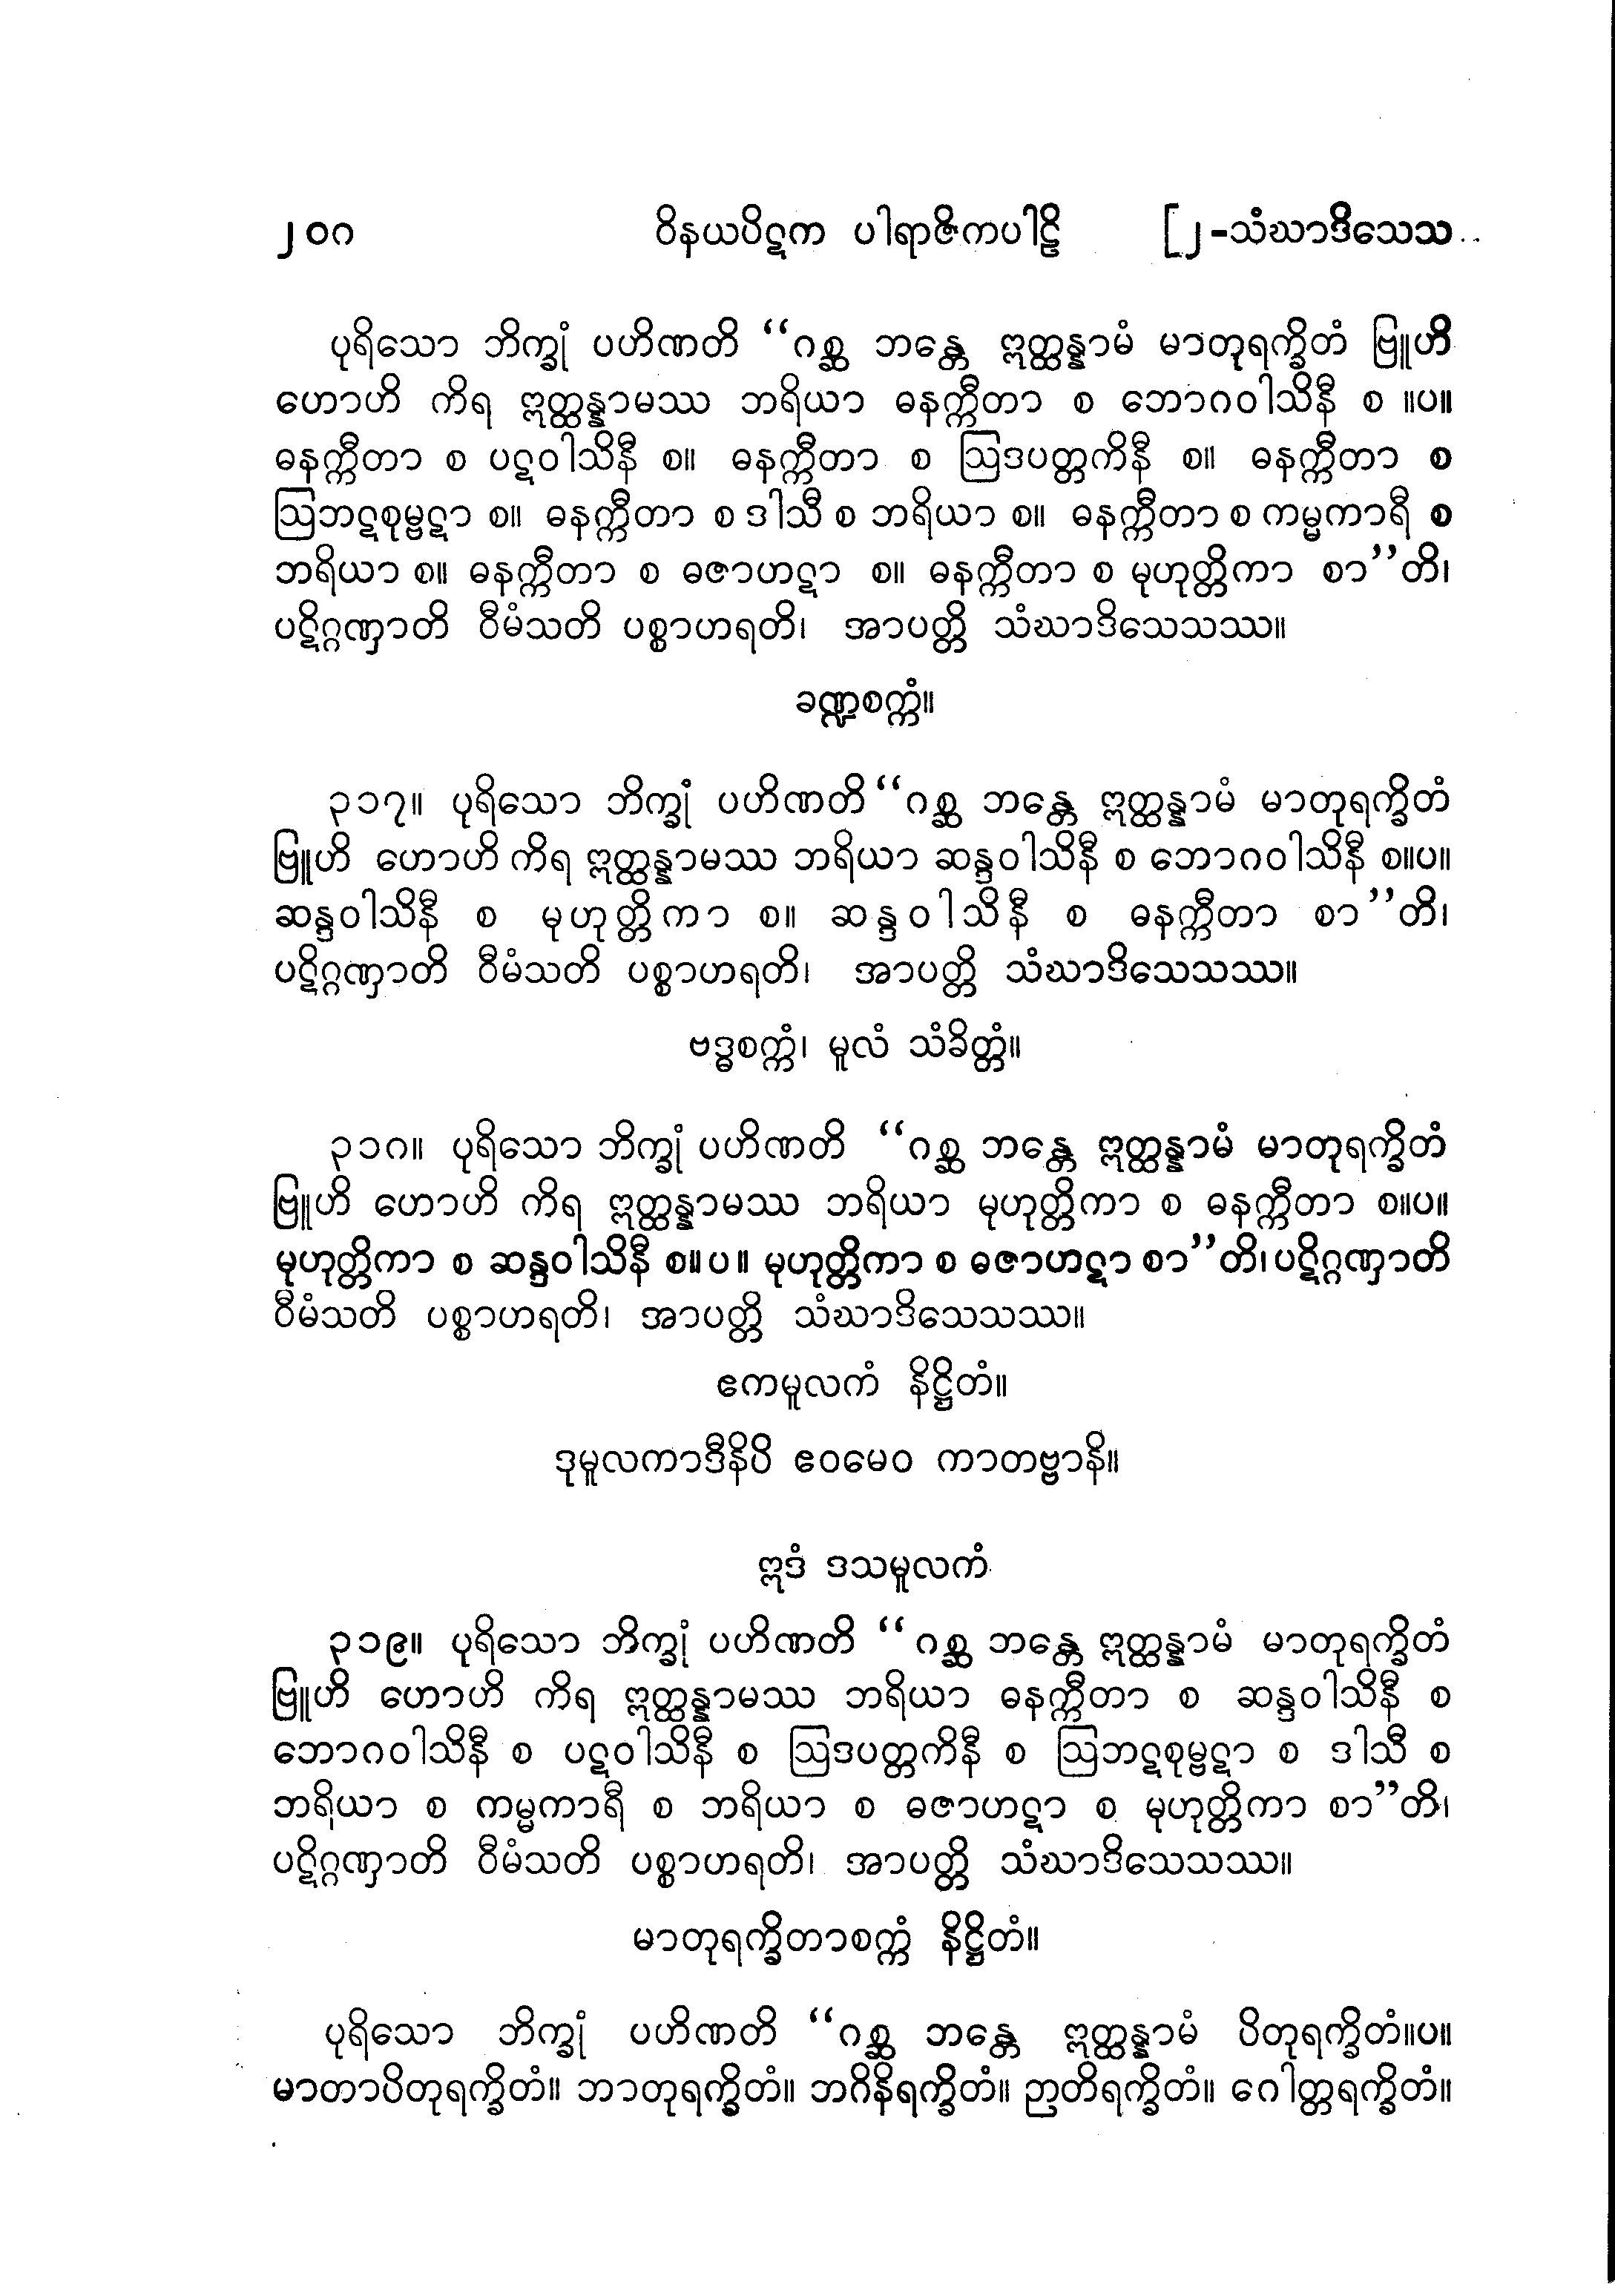 ၂၀ဂ ဝိနယပိဋက ပါရာဇိကပါဠိ [၂-သံဃာဒိသေသ..
ပုရိသော ဘိက္ခုံ ပဟိဏတိ “ဂစ္ဆ ဘန္တေ ဣတ္ထန္နာမံ မာတုရက္ခိတံ ဗြူဟိ
ဟောဟိ ကိရ ဣတ္ထန္နာမဿ ဘရိယာ ဓနက္ကီတာ စ ဘောဂဝါသိနီ စ ။ပ။
ဓနက္ကီတာ စ ပဋဝါသိနီ စ။ ဓနက္ကီတာ စ ဩဒပတ္တကိနီ စ။ ဓနက္ကီတာ စ
ဩဘဋစုမ္ဗဋာ စ။ ဓနက္ကီတာ စ ဒါသီ စ ဘရိယာ စ။ ဓနက္ကီတာ စ ကမ္မကာရီ စ
ဘရိယာ စ။ ဓနက္ကီတာ စ ဓဇာဟဋာ စ။ ဓနက္ကီတာ စ မုဟုတ္တိကာ စာ”တိ၊
ပဋိဂ္ဂဏှာတိ ဝီမံသတိ ပစ္စာဟရတိ၊ အာပတ္တိ သံဃာဒိသေသဿ။
ခဏ္ဍစက္ကံ။
၃၁၇။ ပုရိသော ဘိက္ခုံ ပဟိဏတိ “ဂစ္ဆ ဘန္တေ ဣတ္ထန္နာမံ မာတုရက္ခိတံ
ဗြူဟိ ဟောဟိ ကိရ ဣတ္ထန္နာမဿ ဘရိယာ ဆန္ဒဝါသိနီ စ ဘောဂဝါသိနီ စ။ပ။
ဆန္ဒဝါသိနီ စ မုဟုတ္တိကာ စ။ ဆန္ဒဝါသိနီ စ ဓနက္ကီတာ စာ”တိ၊
ပဋိဂ္ဂဏှာတိ ဝီမံသတိ ပစ္စာဟရတိ၊ အာပတ္တိ သံဃာဒိသေသဿ။
ဗဒ္ဓစက္ကံ၊ မူလံ သံခိတ္တံ။
၃၁ဂ။ ပုရိသော ဘိက္ခုံ ပဟိဏတိ “ဂစ္ဆ ဘန္တေ ဣတ္ထန္နာမံ မာတုရက္ခိတံ
ဗြူဟိ ဟောဟိ ကိရ ဣတ္ထန္နာမဿ ဘရိယာ မုဟုတ္တိကာ စ ဓနက္ကီတာ စ။ပ။
မုဟုတ္တိကာ စ ဆန္ဒဝါသိနီ စ။ပ။ မုဟုတ္တိကာ စ ဓဇာဟဋာ စာ”တိ၊ ပဋိဂ္ဂဏှာတိ
ဝီမံသတိ ပစ္စာဟရတိ၊ အာပတ္တိ သံဃာဒိသေသဿ။
ဧကမူလကံ နိဋ္ဌိတံ။
ဒုမူလကာဒီနိပိ ဧဝမေဝ ကာတဗ္ဗာနိ။
ဣဒံ ဒသမူလကံ
၃၁၉။ ပုရိသော ဘိက္ခုံ ပဟိဏတိ “ဂစ္ဆ ဘန္တေ ဣတ္ထန္နာမံ မာတုရက္ခိတံ
ဗြူဟိ ဟောဟိ ကိရ ဣတ္ထန္နာမဿ ဘရိယာ ဓနက္ကီတာ စ ဆန္ဒဝါသိနီ စ
ဘောဂဝါသိနီ စ ပဋဝါသိနီ စ ဩဒပတ္တကိနီ စ ဩဘဋစုမ္ဗဋာ စ ဒါသီ စ
ဘရိယာ စ ကမ္မကာရီ စ ဘရိယာ စ ဓဇာဟဋာ စ မုဟုတ္တိကာ စာ”တိ၊
ပဋိဂ္ဂဏှာတိ ဝီမံသတိ ပစ္စာဟရတိ၊ အာပတ္တိ သံဃာဒိသေသဿ။
မာတုရက္ခိတာစက္ကံ နိဋ္ဌိတံ။
ပုရိသော ဘိက္ခုံ ပဟိဏတိ “ဂစ္ဆ ဘန္တေ ဣတ္ထန္နာမံ ပိတုရက္ခိတံ။ပ။
မာတာပိတုရက္ခိတံ။ ဘာတုရက္ခိတံ။ ဘဂိနိရက္ခိတံ။ ဉာတိရက္ခိတံ။ ဂေါတ္တရက္ခိတံ။